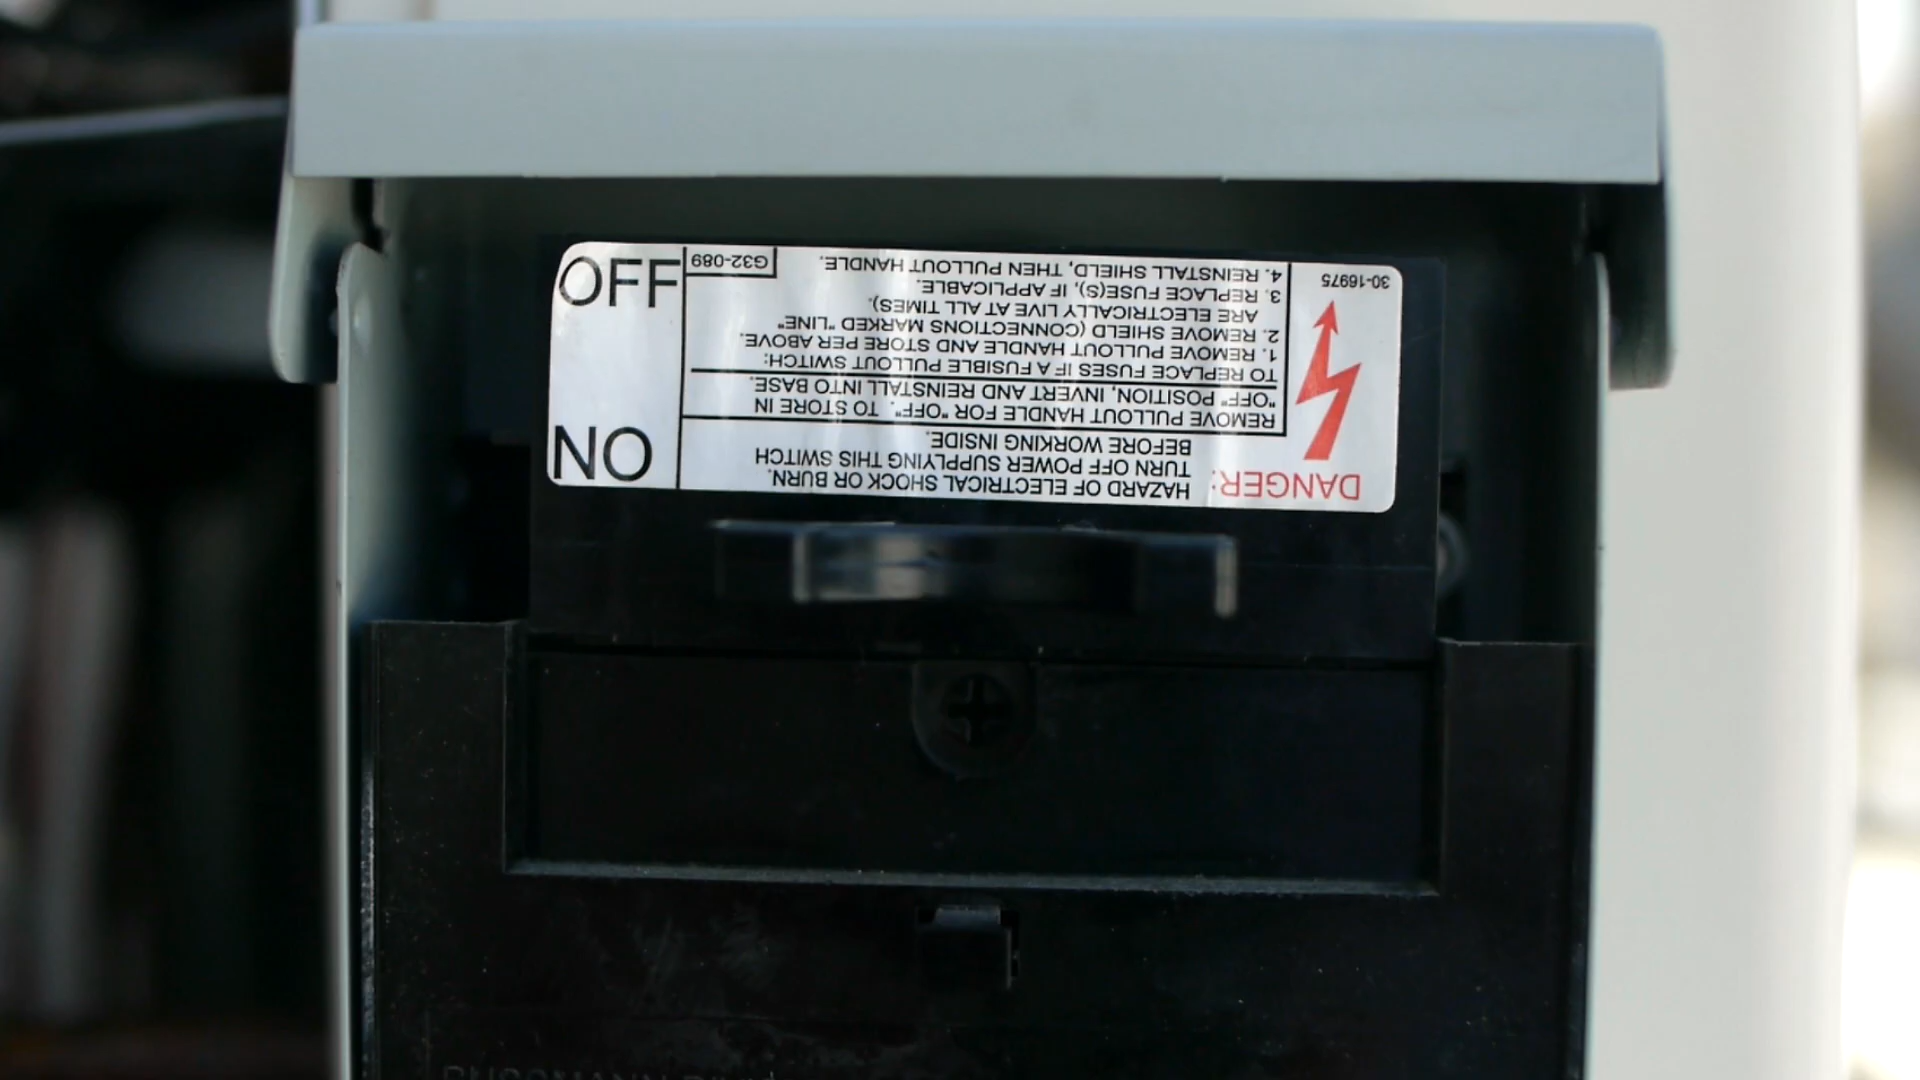 OFF
DANGER:
HAZARD OF ELECTRICAL SHOCK OR BURN.
TURN OFF POWER SUPPLYING THIS SWITCH
BEFORE WORKING INSIDE.
ON
REMOVE PULLOUT HANDLE FOR "OFF". TO STORE IN
"OFF" POSITION, INVERT AND REINSTALL INTO BASE.
TO REPLACE FUSES IF A FUSIBLE PULLOUT SWITCH:
1. REMOVE PULLOUT HANDLE AND STORE PER ABOVE.
2. REMOVE SHIELD (CONNECTIONS MARKED "LINE"
ARE ELECTRICALLY LIVE AT ALL TIMES).
3. REPLACE FUSE(S), IF APPLICABLE.
4. REINSTALL SHIELD, THEN PULLOUT HANDLE.
30-16975
G32-089
BUSSMANN